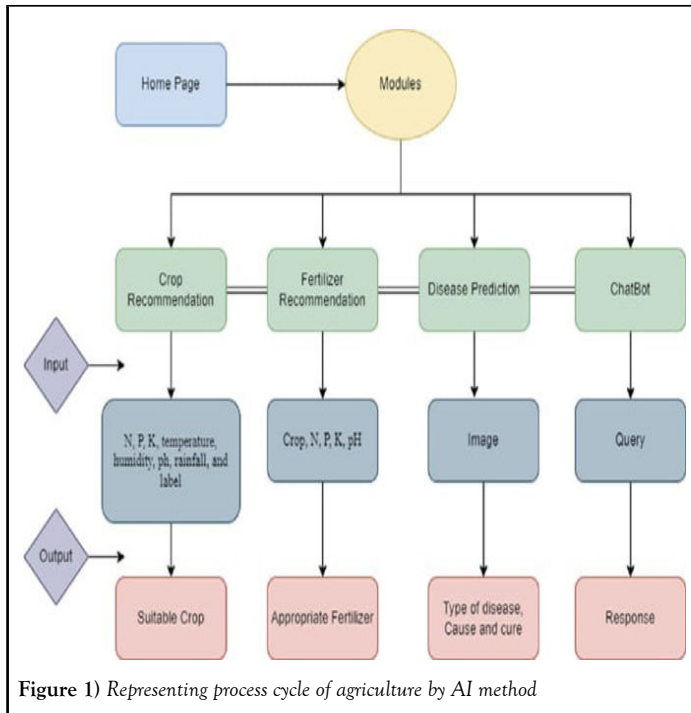 Home Page
Modules
Crop
Recommendation
Fertilizer
Recommendation
Disease Prediction
ChatBot
Input
N, P, K, temperature,
humidity, ph, rainfall, and
label
Crop, N, P, K, pH
Image
Query
Output
Suitable Crop
Appropriate Fertilizer
Type of disease,
Cause and cure
Response
Figure 1) Representing process cycle of agriculture by AI method